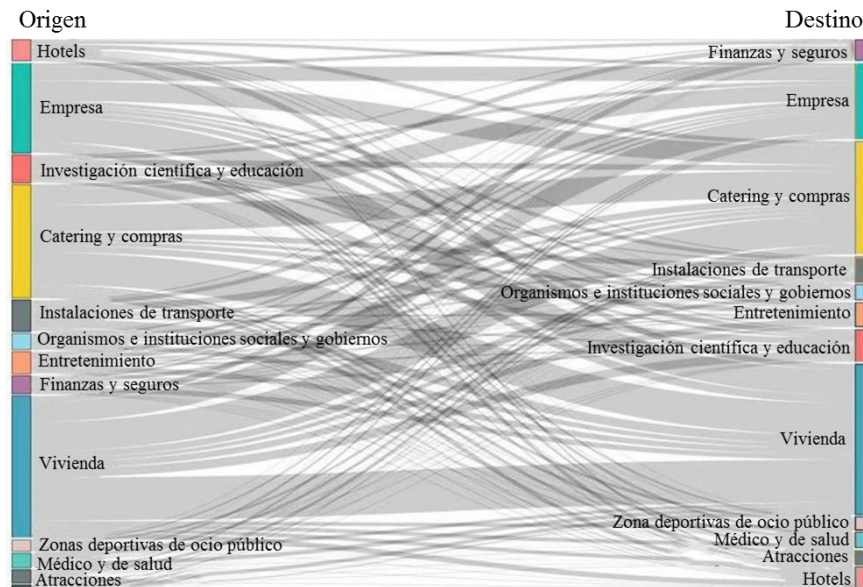 Origen
Destino
Hotels
Empresa
Investigación científica y educación
Catering y compras
Instalaciones de transporte
Organismos e instituciones sociales y gobiernos
Entretenimiento
Finanzas y seguros
Vivienda
Zonas deportivas de ocio público
Médico y de salud
Atracciones
Finanzas y seguros
Empresa
Catering y compras
Instalaciones de transporte
Organismos e instituciones sociales y gobiernos
Entretenimiento
Investigación científica y educación
Vivienda
Zona deportivas de ocio público
Médico y de salud
Atracciones
Hotels